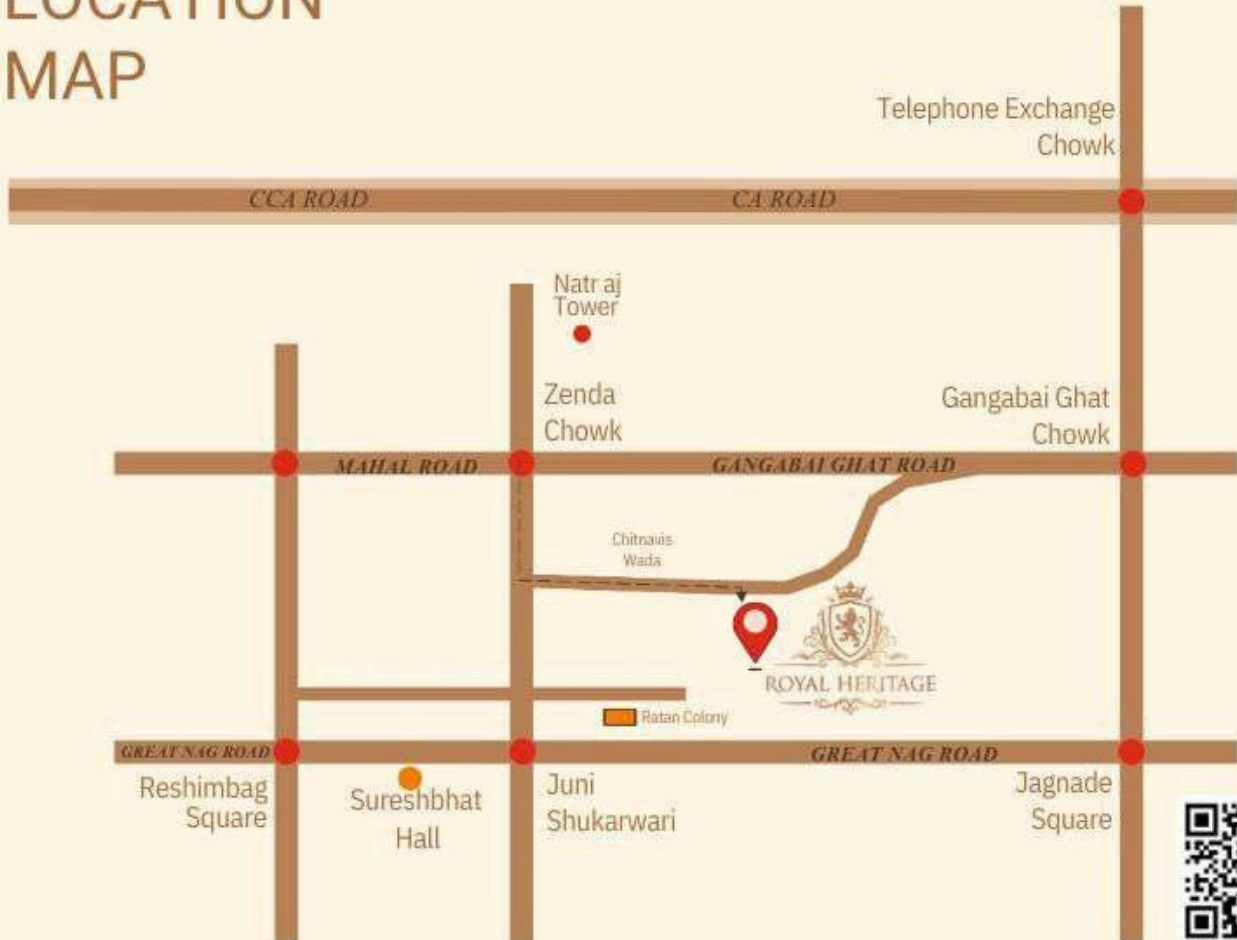 LOCATION
MAP
Telephone Exchange
Chowk
CCA ROAD
CA ROAD
Natr aj
Tower
Zenda
Chowk
Gangabai Ghat
Chowk
MAHAL ROAD
GANGABAI GHAT ROAD
Chitnavis
Wada
ROYAL HERITAGE
Ratan Colony
GREAT NAG ROAD
GREAT NAG ROAD
Reshimbag
Square
Sureshbhat
Hall
Juni
Shukarwari
Jagnade
Square